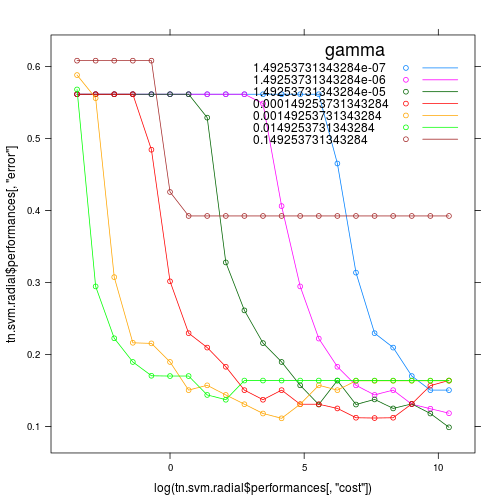 gamma
1.49253731343284e-07
1.49253731343284e-06
1.49253731343284e-05
0.000149253731343284
0.00149253731343284
0.0149253731343284
0.149253731343284
0.6
0.5
0.4
0.3
0.2
0.1
tn.svm.radial$performances[, "error"]
0 5 10
log(tn.svm.radial$performances[, "cost"])